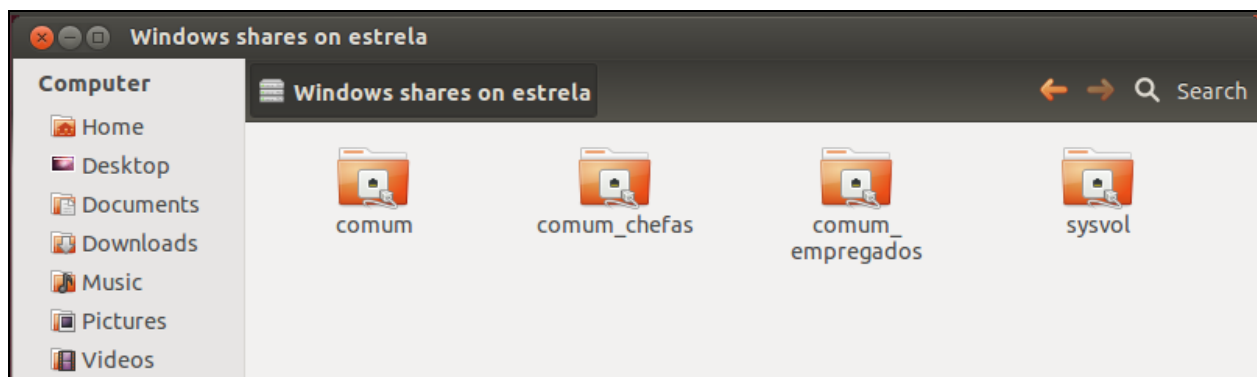 Windows shares on estrela
Computer
Home
Desktop
Documents
Downloads
Music
Pictures
Videos
Windows shares on estrela
Search
comum
comum_chefas
comum_
empregados
sysvol